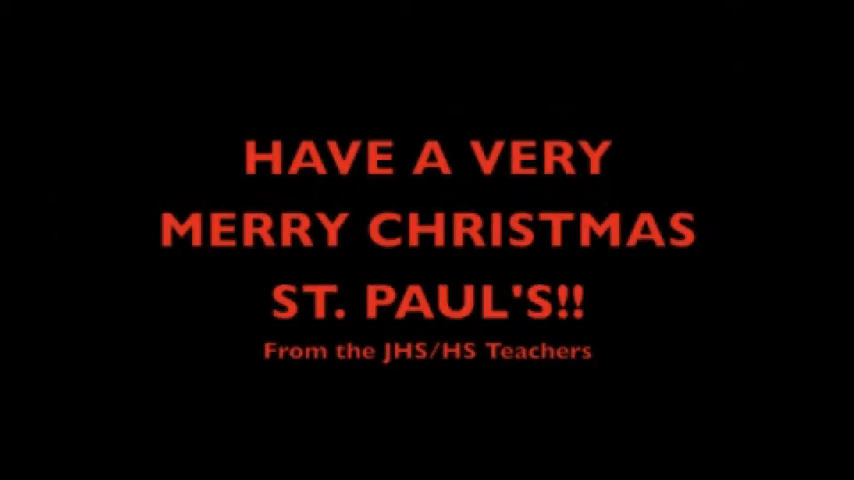 HAVE A VERY
MERRY CHRISTMAS
ST. PAUL'S!!
From the JHS/HS Teachers